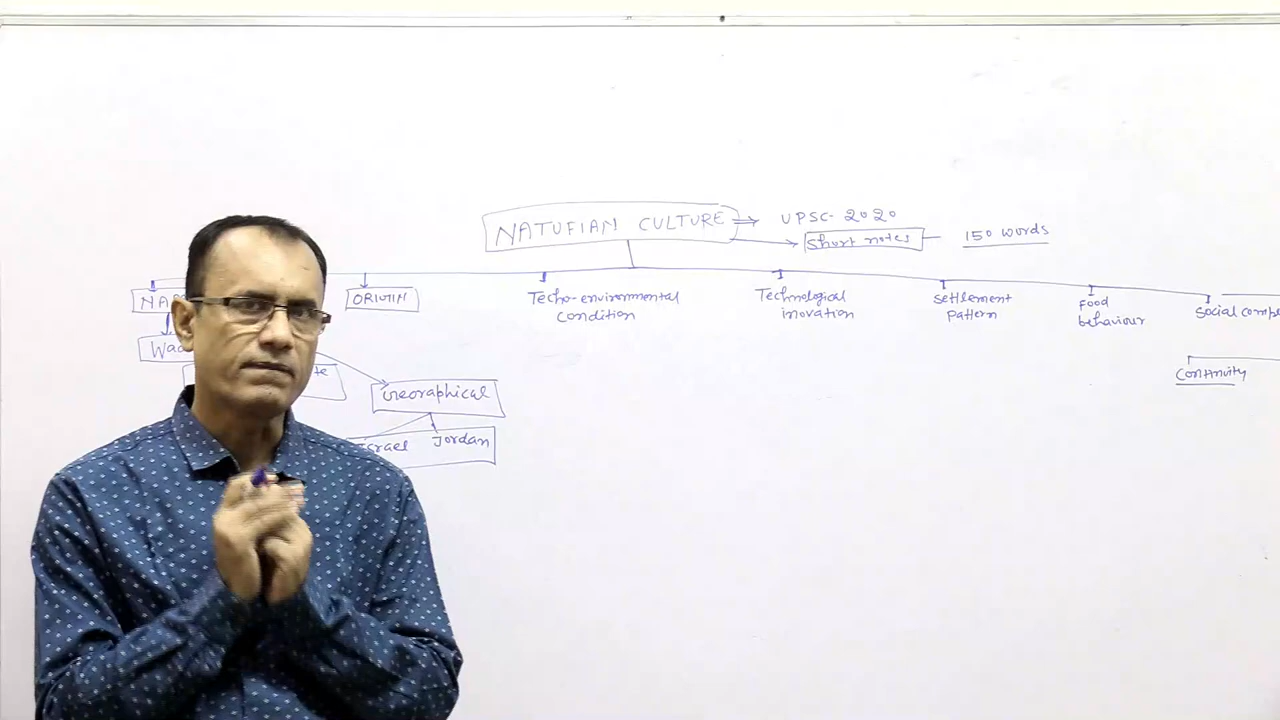 NATUFIAN CULTURE
UPSC- 2020
Short notes
150 words
ORIGIN
Techo-environmental
condition
Technological
inovation
Settlement
pattern
Food
behaviour
Social
Georaphical
Jordan
Continuity